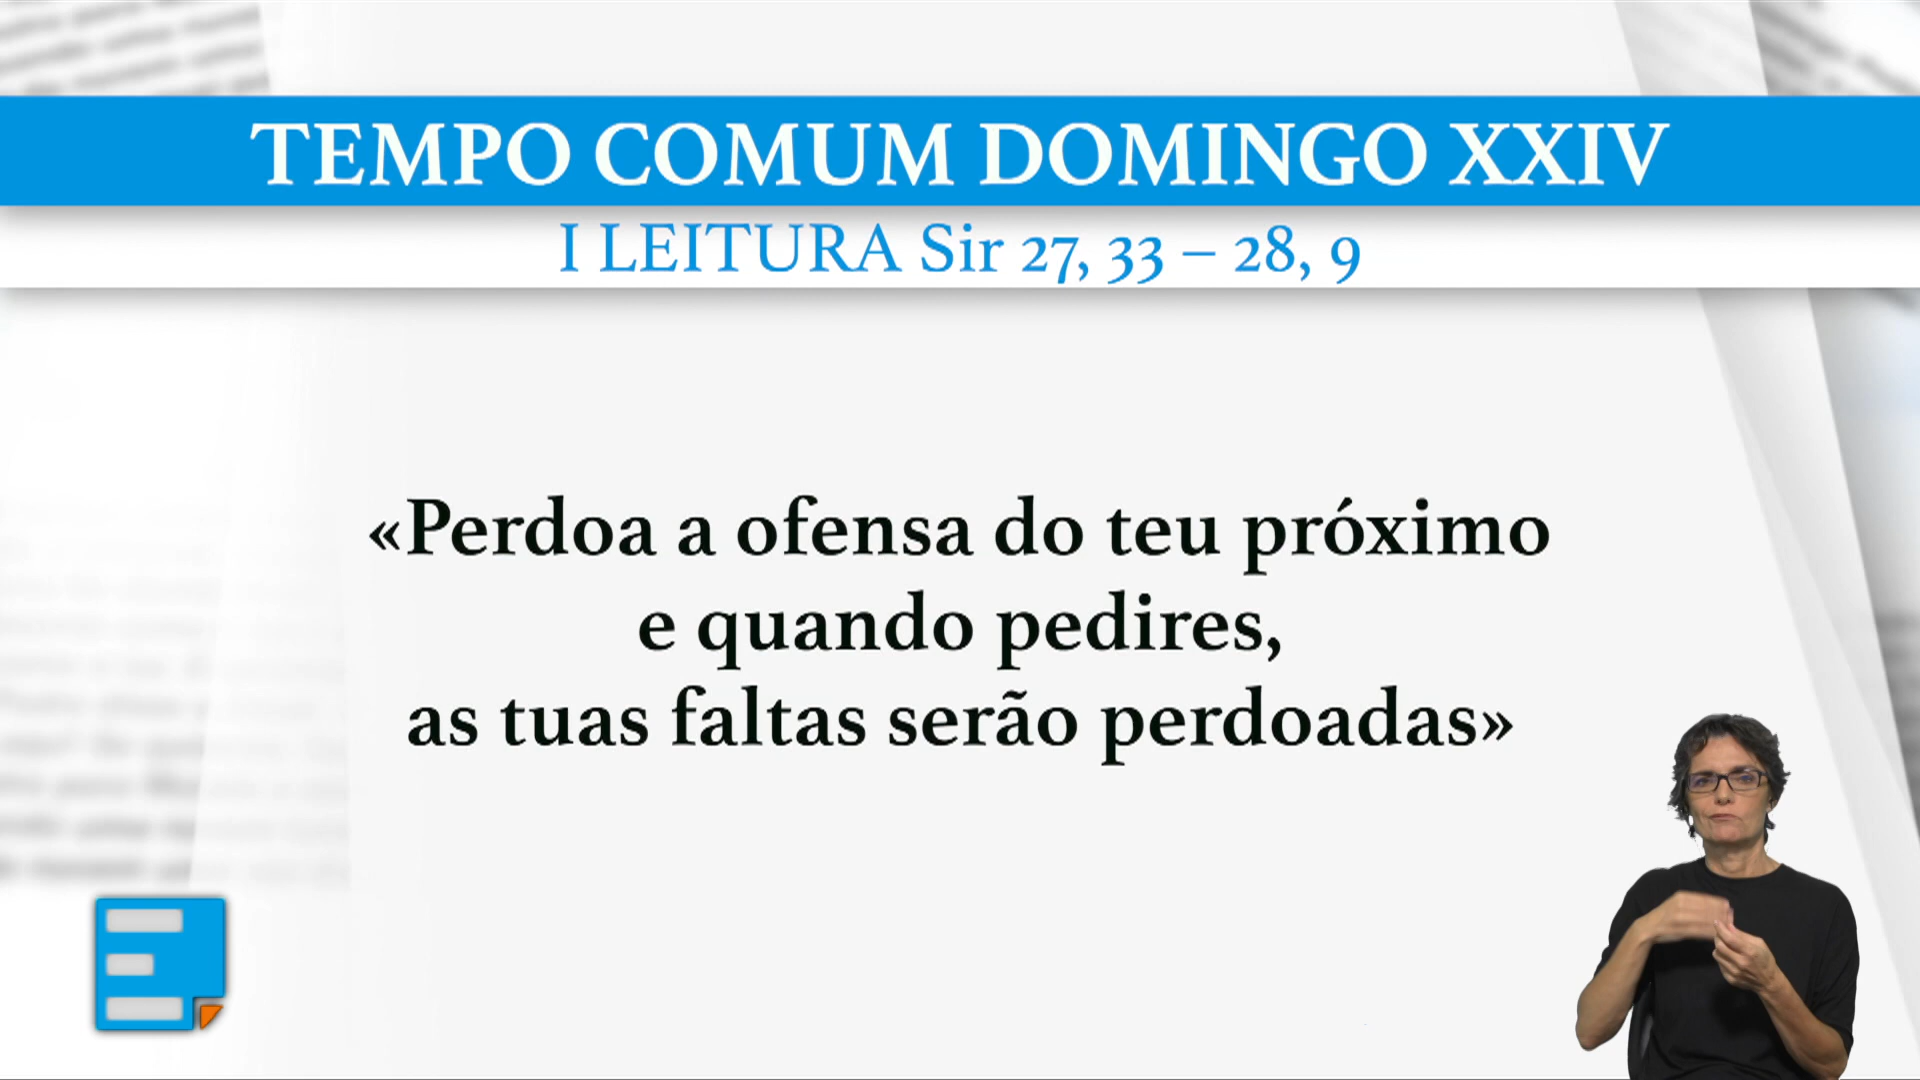 TEMPO COMUM DOMINGO XXIV
I LEITURA Sir 27, 33 – 28, 9
«Perdoa a ofensa do teu próximo
e quando pedires,
as tuas faltas serão perdoadas»